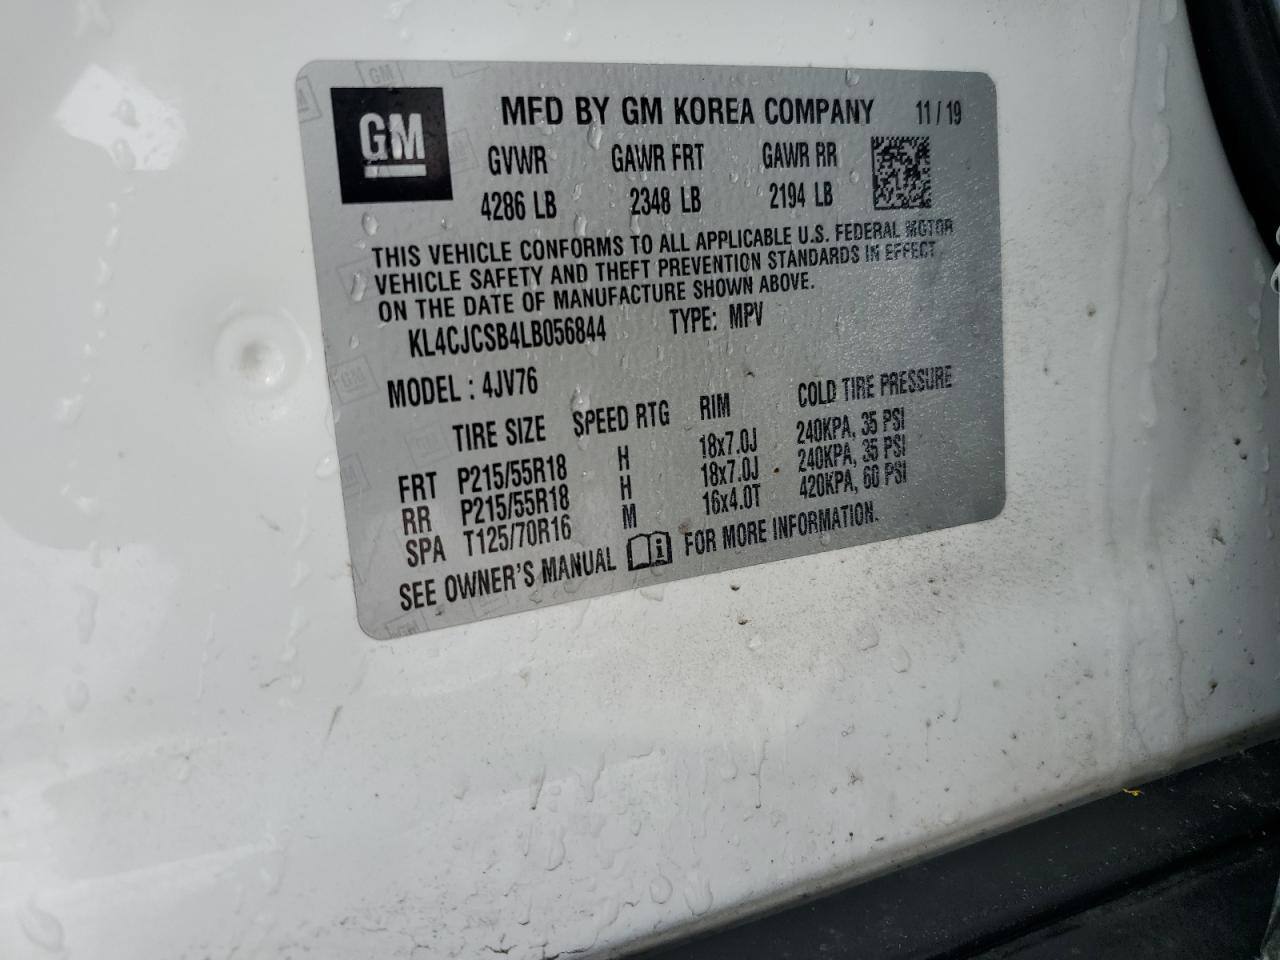 GM
MFD BY GM KOREA COMPANY 11/19
GVWR GAWR FRT GAWR RR
4286 LB 2348 LB 2194 LB
THIS VEHICLE CONFORMS TO ALL APPLICABLE U.S. FEDERAL MOTOR
VEHICLE SAFETY AND THEFT PREVENTION STANDARDS IN EFFECT
ON THE DATE OF MANUFACTURE SHOWN ABOVE.
KL4CJCSB4LB056844 TYPE: MPV
MODEL : 4JV76
TIRE SIZE SPEED RTG RIM COLD TIRE PRESSURE
FRT P215/55R18 H 18x7.0J 240KPA, 35 PSI
RR P215/55R18 H 18x7.0J 240KPA, 35 PSI
SPA T125/70R16 M 16x4.0T 420KPA, 60 PSI
SEE OWNER'S MANUAL FOR MORE INFORMATION.